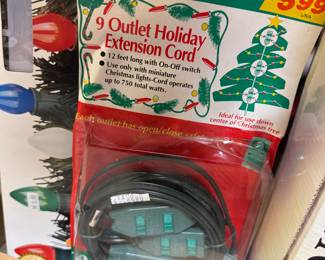 5.99
9 Outlet Holiday
Extension Cord
• 12 feet long with On-Off switch
• Use only with miniature
Christmas lights-Cord operates
up to 750 total watts.
Ideal for use down
center of Christmas tree
Each outlet has open/close